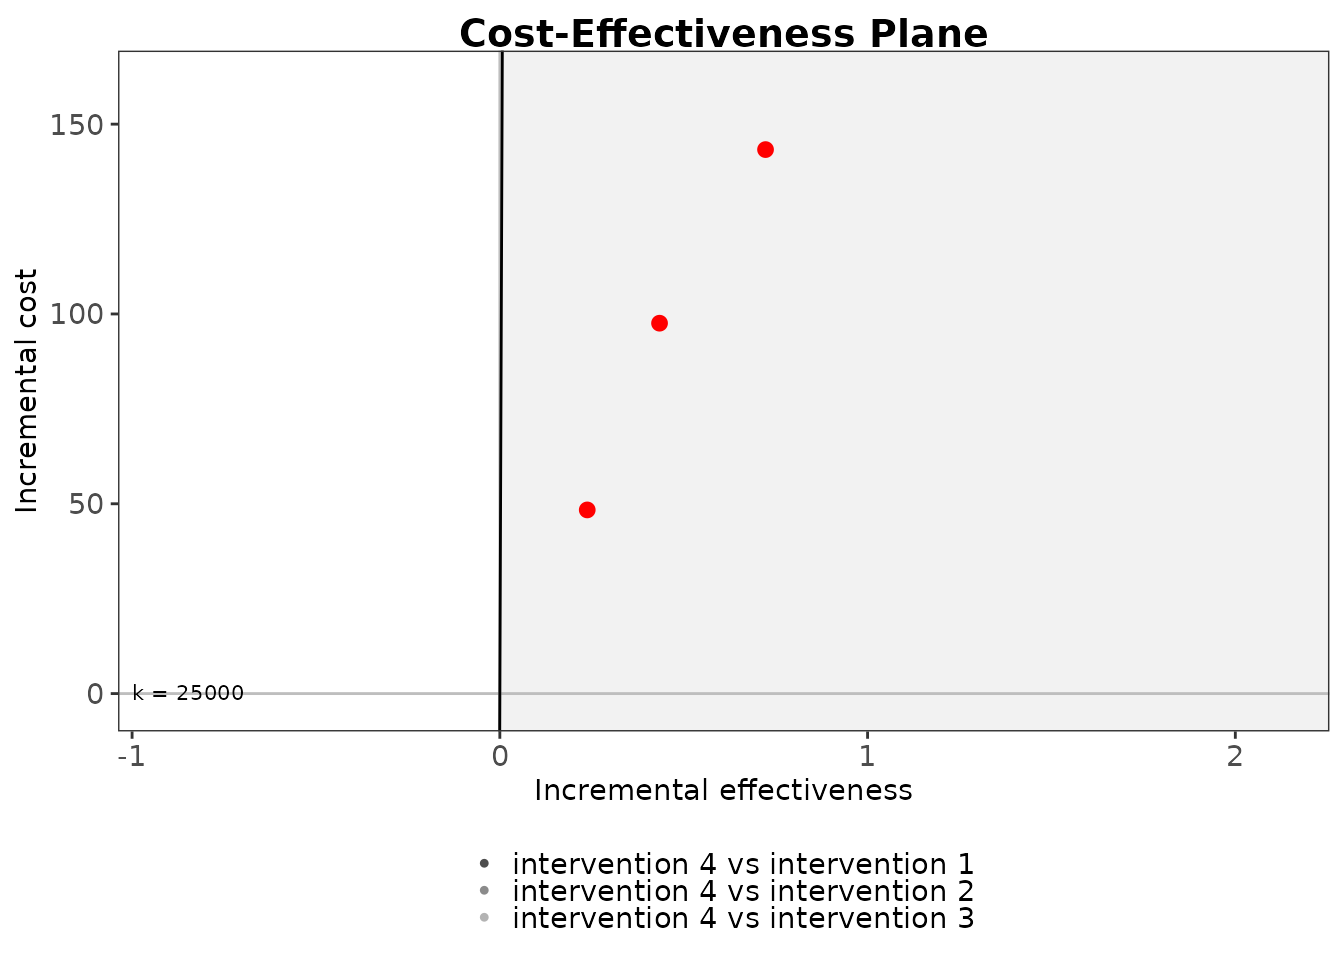 Cost-Effectiveness Plane
Incremental cost
150
100
50
0
k = 25000
-1
0
1
2
Incremental effectiveness
intervention 4 vs intervention 1
intervention 4 vs intervention 2
intervention 4 vs intervention 3